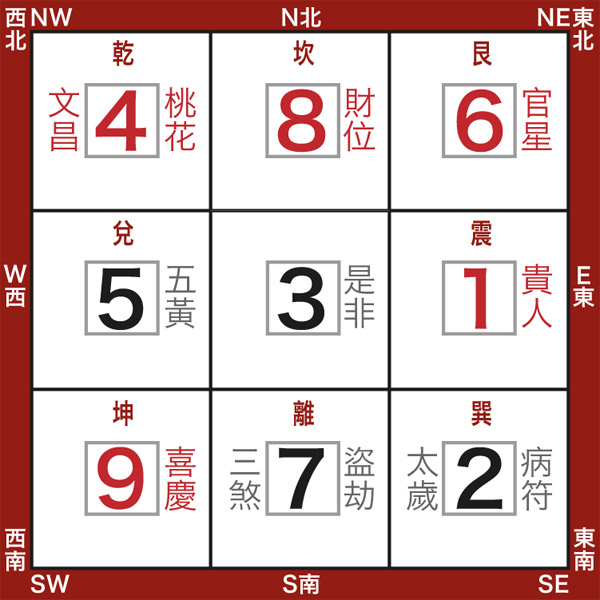 西北 NW
N北
NE東北
乾
文昌
4
桃花
坎
8
財位
艮
6
官星
W西
兌
5
五黃
3
是非
震
1
貴人
E東
坤
9
喜慶
離
三煞
7
盜劫
巽
太歲
2
病符
西南
SW
S南
SE
東南